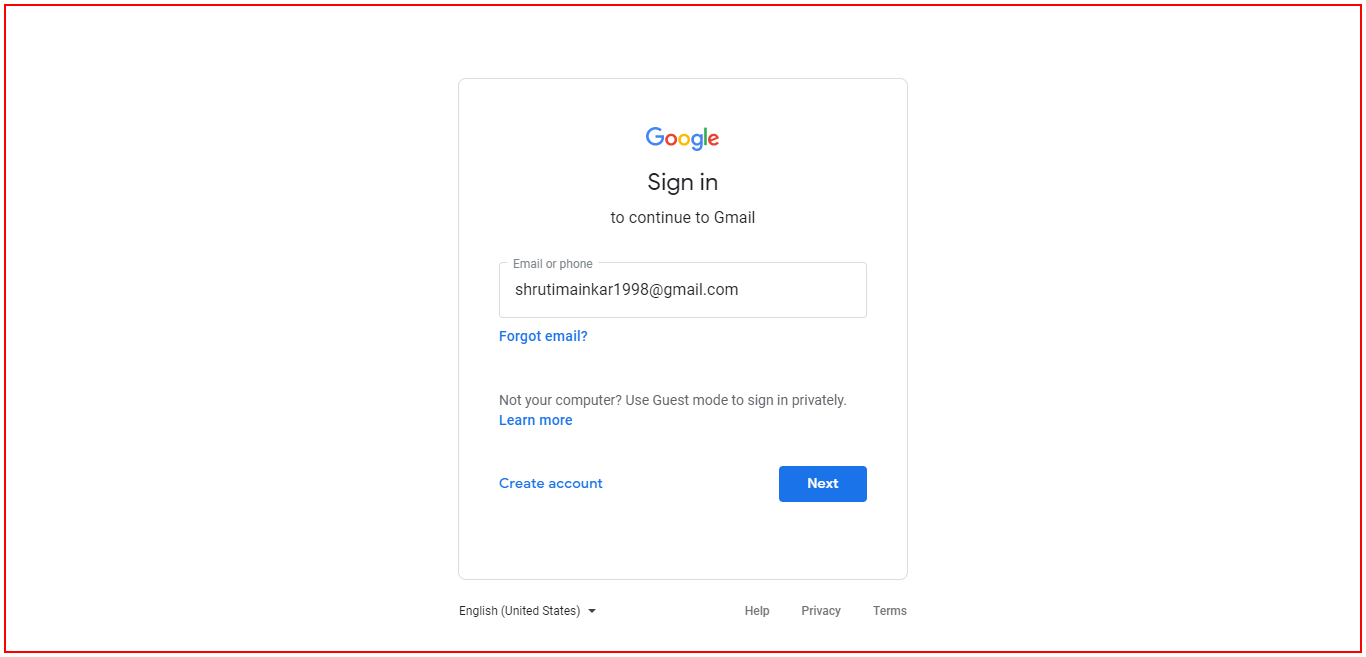 Google
Sign in
to continue to Gmail
Email or phone
shrutimainkar1998@gmail.com
Forgot email?
Not your computer? Use Guest mode to sign in privately.
Learn more
Create account
Next
English (United States)
Help Privacy Terms